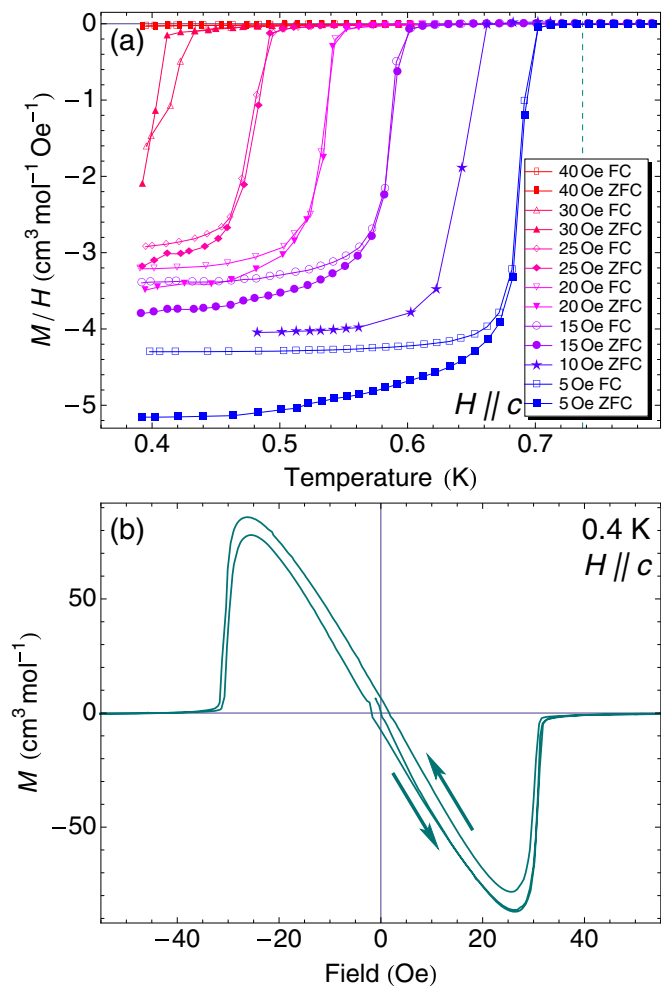 (a)
0
−1
−2
−3
−4
−5
M/H (cm³ mol⁻¹ Oe⁻¹)
40 Oe FC
40 Oe ZFC
30 Oe FC
30 Oe ZFC
25 Oe FC
25 Oe ZFC
20 Oe FC
20 Oe ZFC
15 Oe FC
15 Oe ZFC
10 Oe ZFC
5 Oe FC
5 Oe ZFC
H || c
0.4 0.5 0.6 0.7
Temperature (K)
(b)
0.4 K
H || c
50
0
−50
M (cm³ mol⁻¹)
−40 −20 0 20 40
Field (Oe)